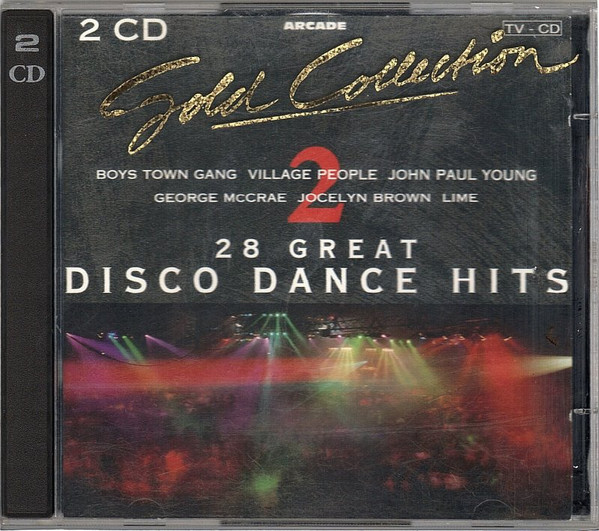 2
CD
2 CD
ARCADE
TV - CD
Gold Collection
2
BOYS TOWN GANG VILLAGE PEOPLE JOHN PAUL YOUNG
GEORGE McCRAE JOCELYN BROWN LIME
28 GREAT
DISCO DANCE HITS